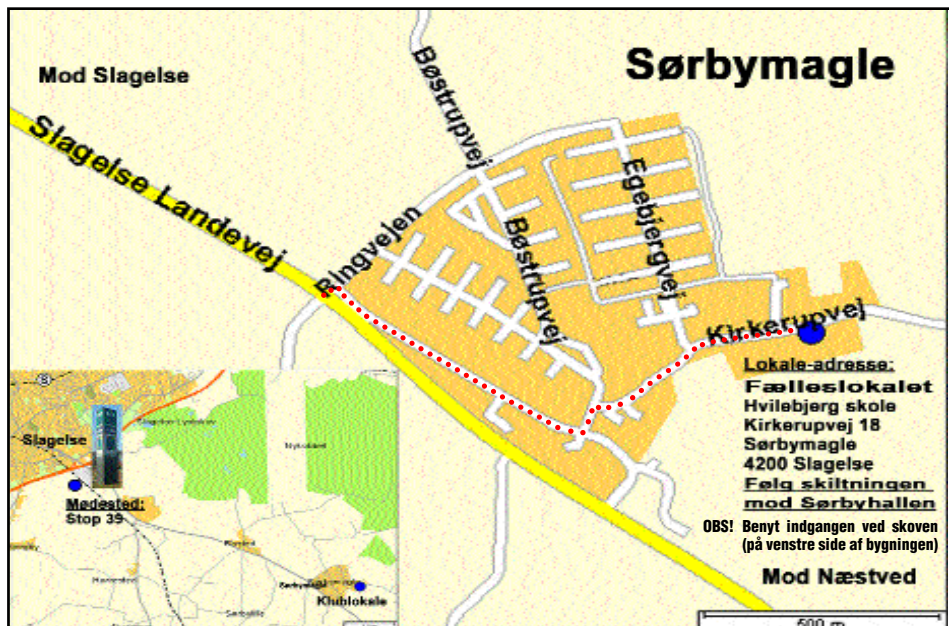 Sørbymagle
Mod Slagelse
Bøstrupvej
Slagelse Landevej
Egebjergvej
Ringvejen
Bøstrupvej
Kirkerupvej
Lokale-adresse:
Fælleslokalet
Hvilebjerg skole
Kirkerupvej 18
Sørbymagle
4200 Slagelse
Følg skiltningen
mod Sørbyhallen
OBS! Benyt indgangen ved skoven
(på venstre side af bygningen)
Mod Næstved
500 m
S
Slagelse
Mødested:
Stop 39
Klublokale